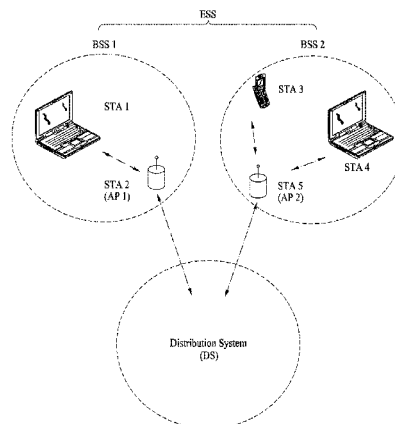 ESS
BSS 1
BSS 2
STA 1
STA 2
(AP 1)
STA 3
STA 4
STA 5
(AP 2)
Distribution System
(DS)